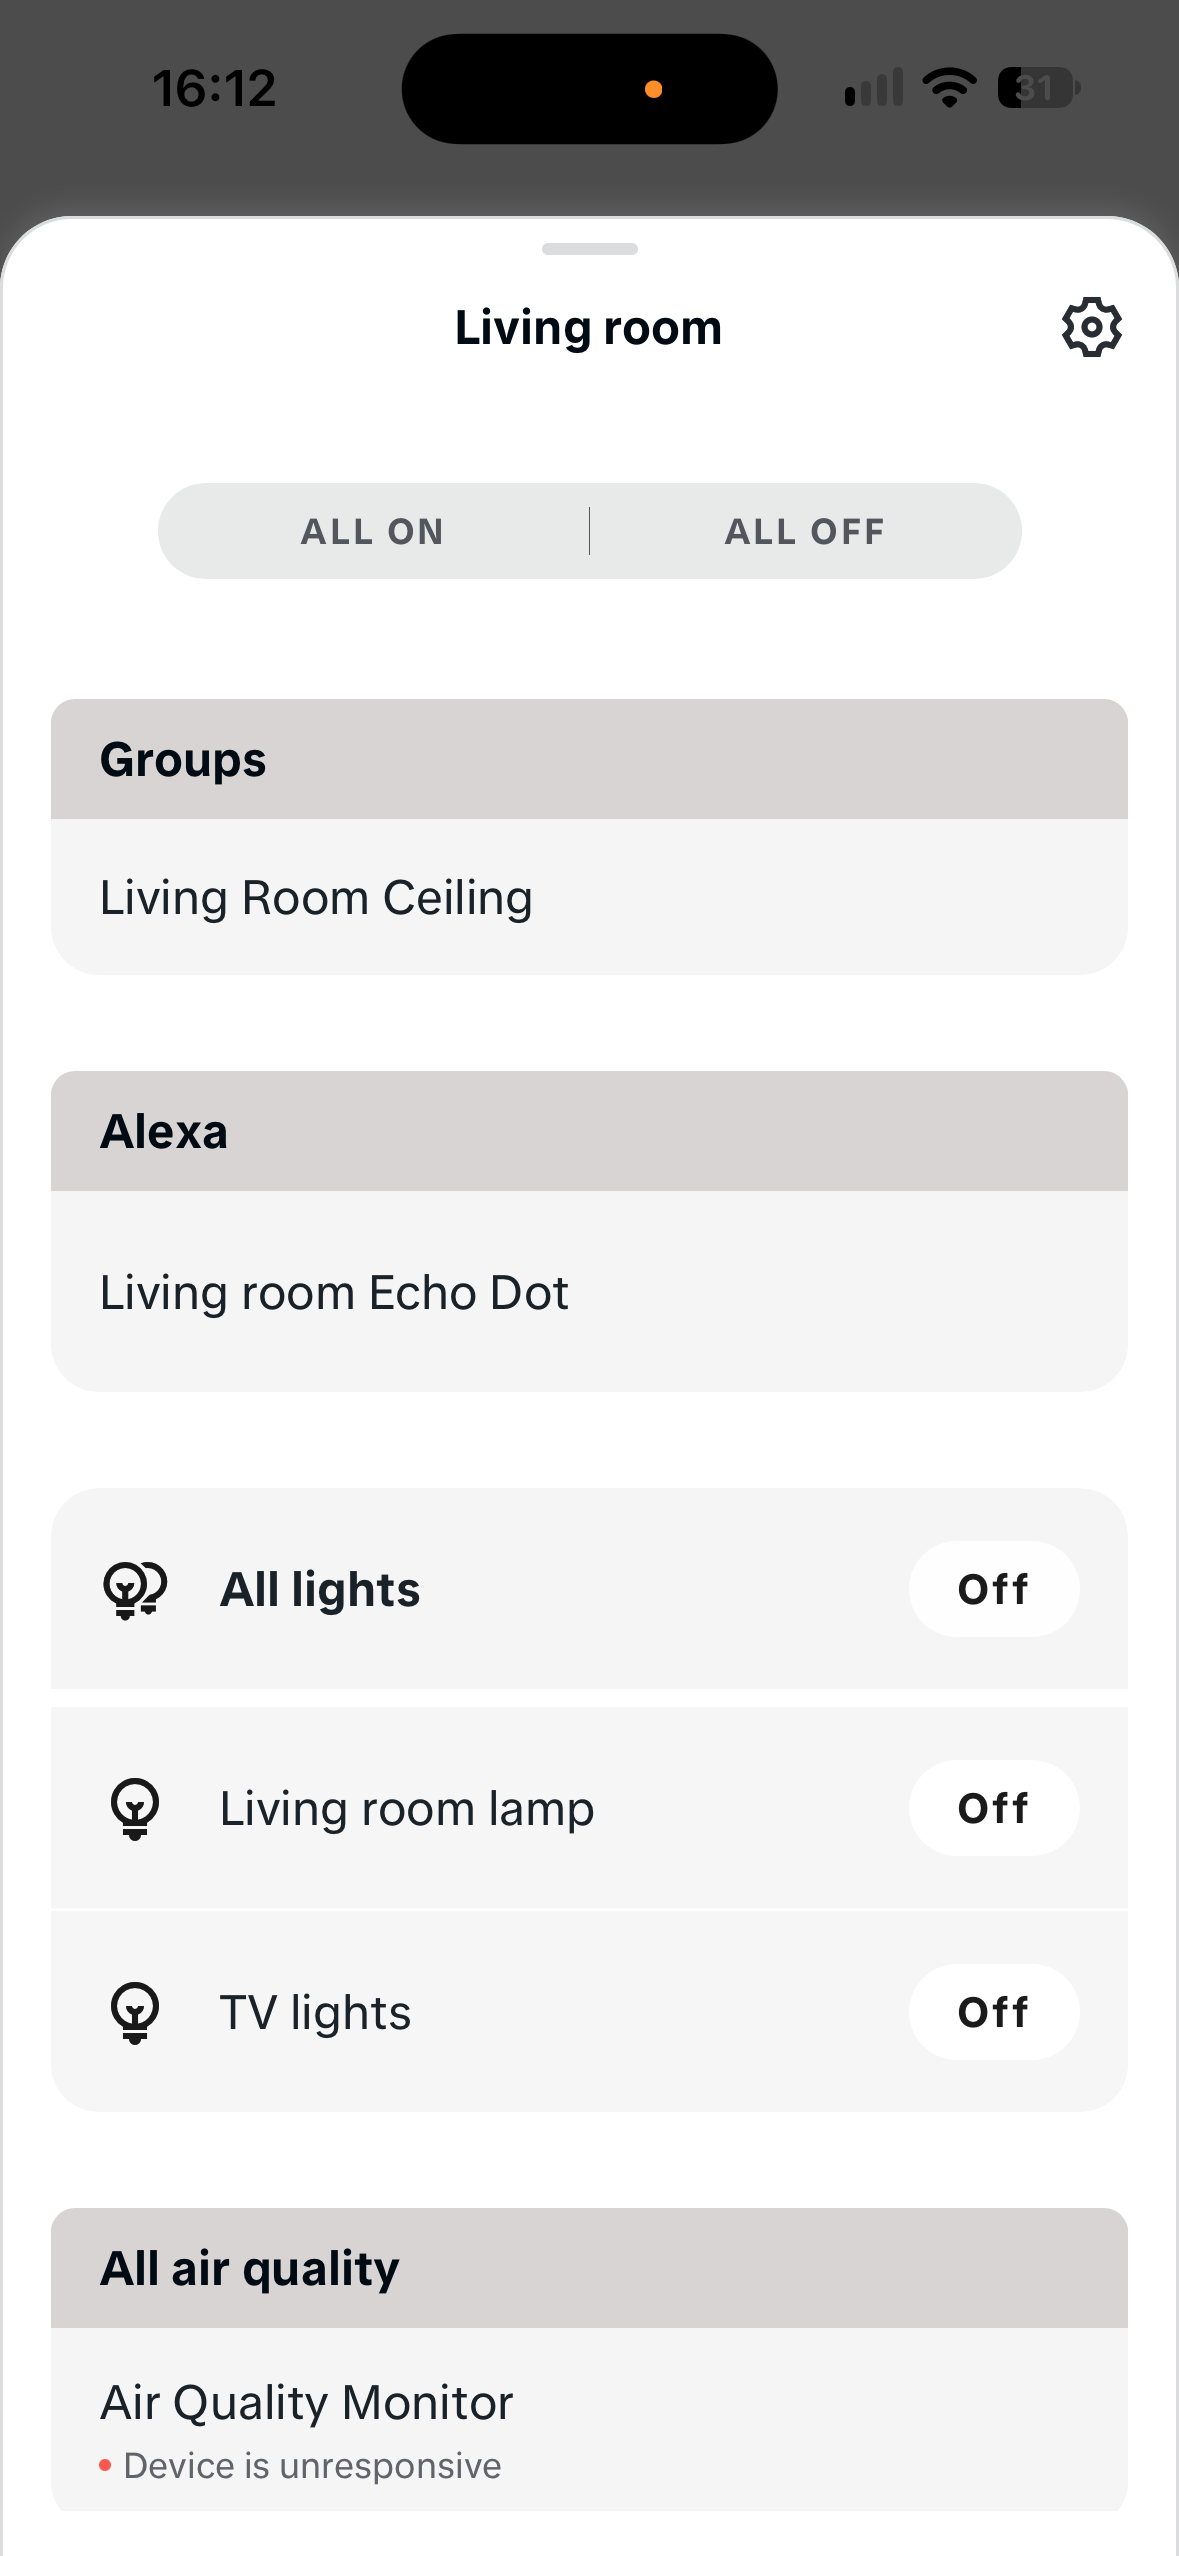 16:12
31
Living room
ALL ON
ALL OFF
Groups
Living Room Ceiling
Alexa
Living room Echo Dot
All lights
Off
Living room lamp
Off
TV lights
Off
All air quality
Air Quality Monitor
Device is unresponsive